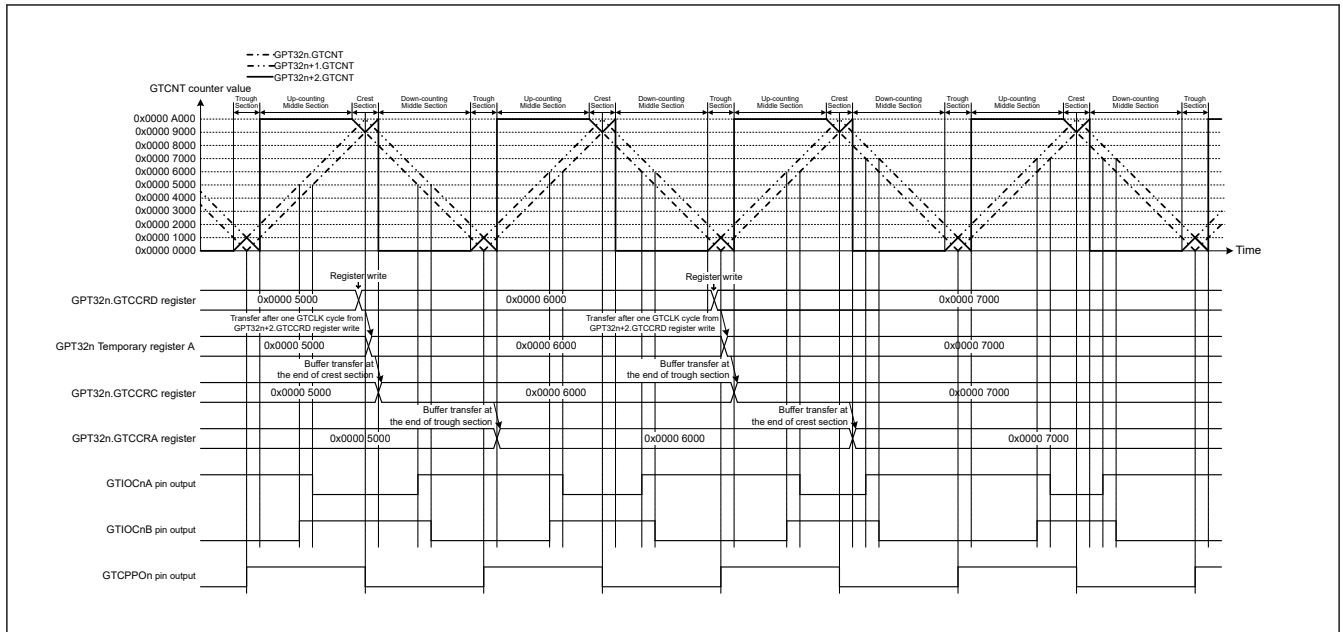 GPT32n.GTCNT
GPT32n+1.GTCNT
GPT32n+2.GTCNT
GTCNT counter value
Trough Section
Up-counting Middle Section
Crest Section
Down-counting Middle Section
Trough Section
Up-counting Middle Section
Crest Section
Down-counting Middle Section
Trough Section
Up-counting Middle Section
Crest Section
Down-counting Middle Section
Trough Section
Up-counting Middle Section
Crest Section
Down-counting Middle Section
Trough Section
0x0000 A000
0x0000 9000
0x0000 8000
0x0000 7000
0x0000 6000
0x0000 5000
0x0000 4000
0x0000 3000
0x0000 2000
0x0000 1000
0x0000 0000
Time
Register write
Register write
GPT32n.GTCCRD register
0x0000 5000
0x0000 6000
0x0000 7000
Transfer after one GTCLK cycle from
GPT32n+2.GTCCRD register write
Transfer after one GTCLK cycle from
GPT32n+2.GTCCRD register write
GPT32n Temporary register A
0x0000 5000
0x0000 6000
0x0000 7000
Buffer transfer at
the end of crest section
Buffer transfer at
the end of trough section
GPT32n.GTCCRC register
0x0000 5000
0x0000 6000
0x0000 7000
Buffer transfer at
the end of trough section
Buffer transfer at
the end of crest section
GPT32n.GTCCRA register
0x0000 5000
0x0000 6000
0x0000 7000
GTIOCnA pin output
GTIOCnB pin output
GTCPPOn pin output